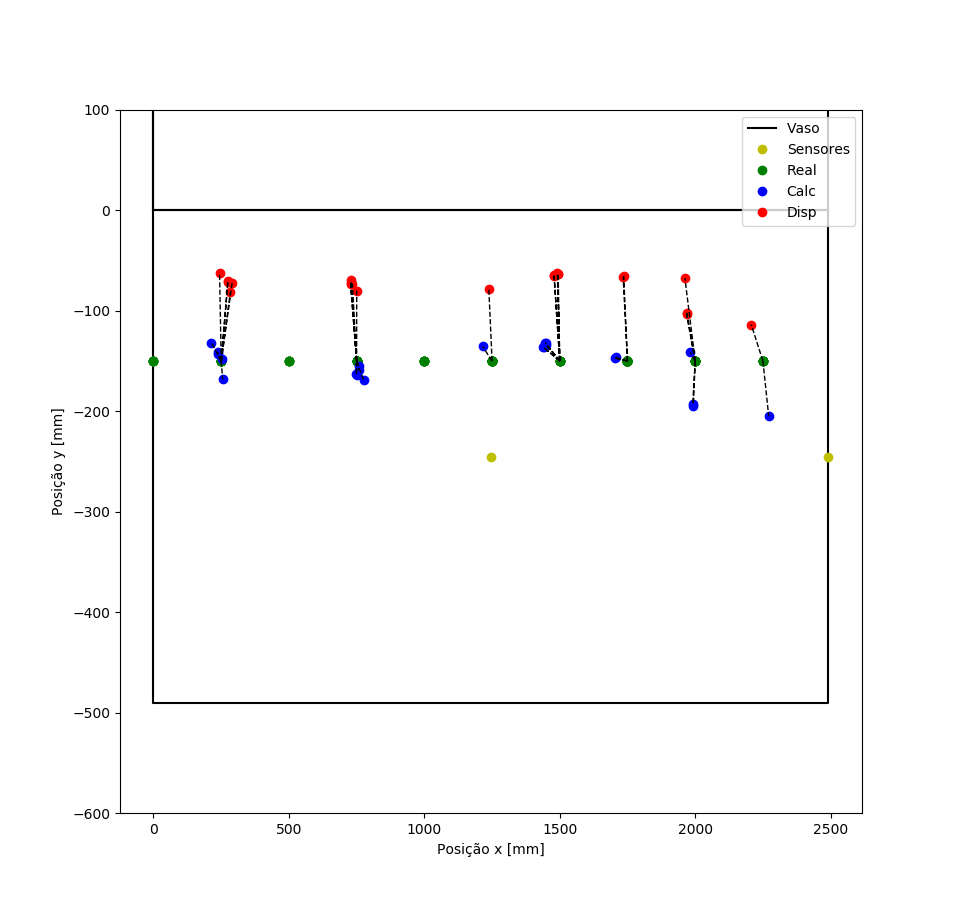 100
0
−100
−200
−300
−400
−500
−600
Posição y [mm]
Vaso
Sensores
Real
Calc
Disp
0 500 1000 1500 2000 2500
Posição x [mm]